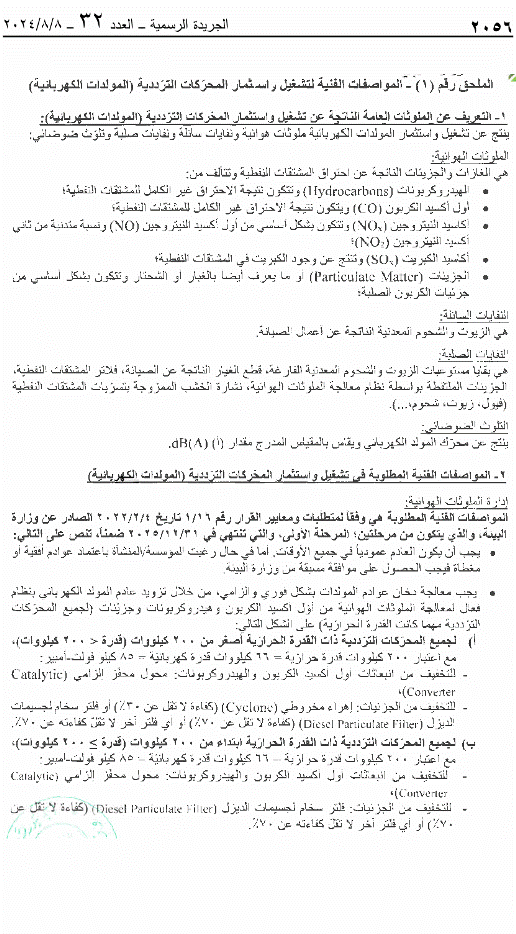 ٢٠٥٦
الجريدة الرسمية – العدد ٣٢ – ٢٠٢٤/٨/٨
الملحق رقم (١) - المواصفات الفنية لتشغيل واستثمار المحركات الترددية (المولدات الكهربائية)
١- التعريف عن الملوثات العامة الناتجة عن تشغيل واستثمار المحركات الترددية (المولدات الكهربائية):
ينتج عن تشغيل واستثمار المولدات الكهربائية ملوثات هوائية ونفايات سائلة ونفايات صلبة وتلوث ضوضائي:
الملوثات الهوائية:
هي الغازات والجزيئات الناتجة عن احتراق المشتقات النفطية وتتألف من:
• الهيدروكربونات (Hydrocarbons) وتتكون نتيجة الاحتراق غير الكامل للمشتقات النفطية؛
• أول أكسيد الكربون (CO) ويتكون نتيجة الاحتراق غير الكامل للمشتقات النفطية؛
• أكاسيد النيتروجين (NOₓ) وتتكون بشكل أساسي من أول أكسيد النيتروجين (NO) ونسبة متدنية من ثاني
أكسيد النيتروجين (NO₂)؛
• أكاسيد الكبريت (SOₓ) وتنتج عن وجود الكبريت في المشتقات النفطية؛
• الجزيئات (Particulate Matter) أو ما يعرف أيضاً بالغبار أو الشحتار وتتكون بشكل أساسي من
جزئيات الكربون الصلبة؛
النفايات السائلة:
هي الزيوت والشحوم المعدنية الناتجة عن أعمال الصيانة.
النفايات الصلبة:
هي بقايا مستوعبات الزيوت والشحوم المعدنية الفارغة، قطع الغيار الناتجة عن الصيانة، فلاتر المشتقات النفطية،
الجزيئات الملتقطة بواسطة نظام معالجة الملوثات الهوائية، نشارة الخشب الممزوجة بتسربات المشتقات النفطية
(فيول، زيوت، شحوم،...).
التلوث الضوضائي:
ينتج عن محرك المولد الكهربائي ويقاس بالمقياس المدرج مقدار (أ) dB(A).
٢- المواصفات الفنية المطلوبة في تشغيل واستثمار المحركات الترددية (المولدات الكهربائية)
إدارة الملوثات الهوائية:
المواصفات الفنية المطلوبة هي وفقاً لمتطلبات ومعايير القرار رقم ١/١٦ تاريخ ٢٠٢٢/٢/٤ الصادر عن وزارة
البيئة، والذي يتكون من مرحلتين؛ المرحلة الأولى، والتي تنتهي في ٢٠٢٥/١٢/٣١ ضمناً، تنص على التالي:
• يجب أن يكون العادم عمودياً في جميع الأوقات. أما في حال رغبت المؤسسة/المنشأة باعتماد عوادم أفقية أو
مغطاة فيجب الحصول على موافقة مسبقة من وزارة البيئة.
• يجب معالجة دخان عوادم المولدات بشكل فوري وإلزامي، من خلال تزويد عادم المولد الكهربائي بنظام
فعال لمعالجة الملوثات الهوائية من أول أكسيد الكربون وهيدروكربونات وجزيئات (لجميع المحركات
الترددية مهما كانت القدرة الحرارية) على الشكل التالي:
أ) لجميع المحركات الترددية ذات القدرة الحرارية أصغر من ٢٠٠ كيلووات (قدرة < ٢٠٠ كيلووات)،
مع اعتبار ٢٠٠ كيلووات قدرة حرارية = ٦٦ كيلووات قدرة كهربائية = ٨٥ كيلو فولت-أمبير:
- للتخفيف من انبعاثات أول أكسيد الكربون والهيدروكربونات: محول محفز إلزامي (Catalytic
Converter)،
- للتخفيف من الجزيئات: إهراء مخروطي (Cyclone) (كفاءة لا تقل عن ٣٠٪) أو فلتر سخام لجسيمات
الديزل (Diesel Particulate Filter) (كفاءة لا تقل عن ٧٠٪) أو أي فلتر آخر لا تقل كفاءته عن ٧٠٪.
ب) لجميع المحركات الترددية ذات القدرة الحرارية ابتداء من ٢٠٠ كيلووات (قدرة ≥ ٢٠٠ كيلووات)،
مع اعتبار ٢٠٠ كيلووات قدرة حرارية = ٦٦ كيلووات قدرة كهربائية = ٨٥ كيلو فولت-أمبير:
- للتخفيف من انبعاثات أول أكسيد الكربون والهيدروكربونات: محول محفز إلزامي (Catalytic
Converter)،
- للتخفيف من الجزئيات: فلتر سخام لجسيمات الديزل (Diesel Particulate Filter) (كفاءة لا تقل عن
٧٠٪) أو أي فلتر آخر لا تقل كفاءته عن ٧٠٪.